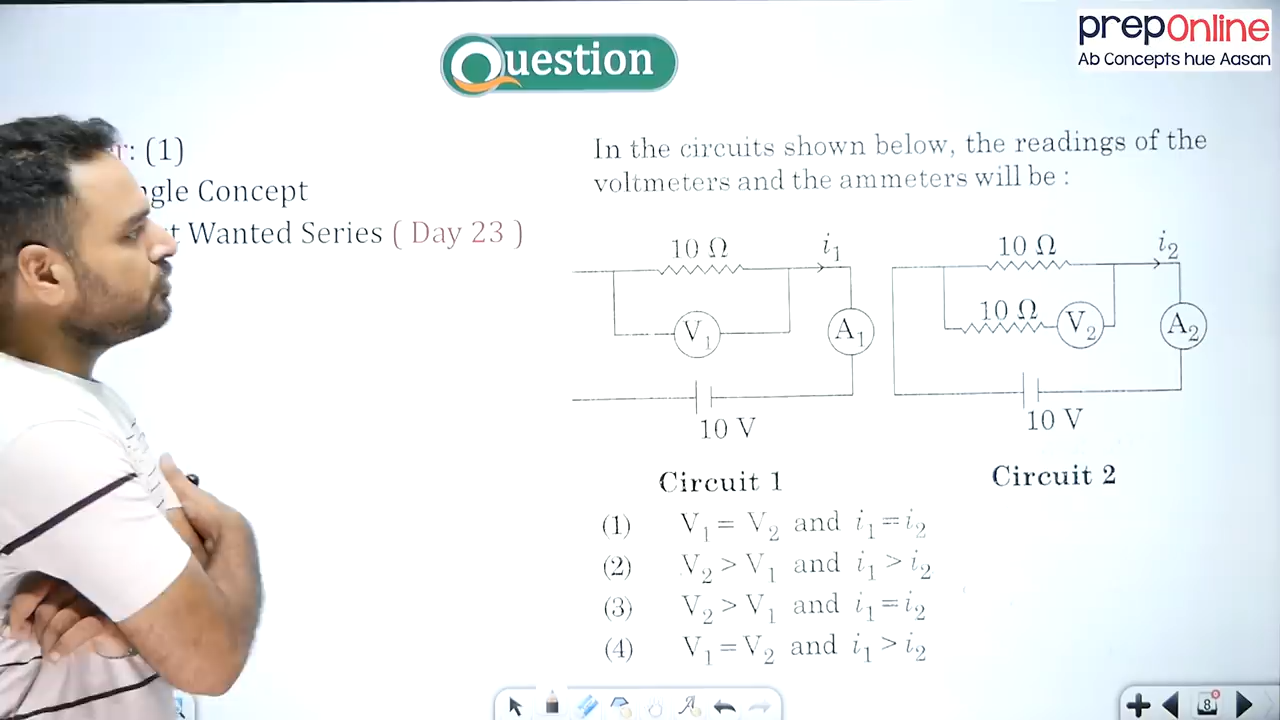 prepOnline
Ab Concepts hue Aasan
Question
: (1)
In the circuits shown below, the readings of the
voltmeters and the ammeters will be :
Concept
Wanted Series ( Day 23 )
10 Ω
i₁
V₁
A₁
10 V
10 Ω
i₂
10 Ω
V₂
A₂
10 V
Circuit 1
Circuit 2
(1) V₁ = V₂ and i₁ = i₂
(2) V₂ > V₁ and i₁ > i₂
(3) V₂ > V₁ and i₁ = i₂
(4) V₁ = V₂ and i₁ > i₂
8